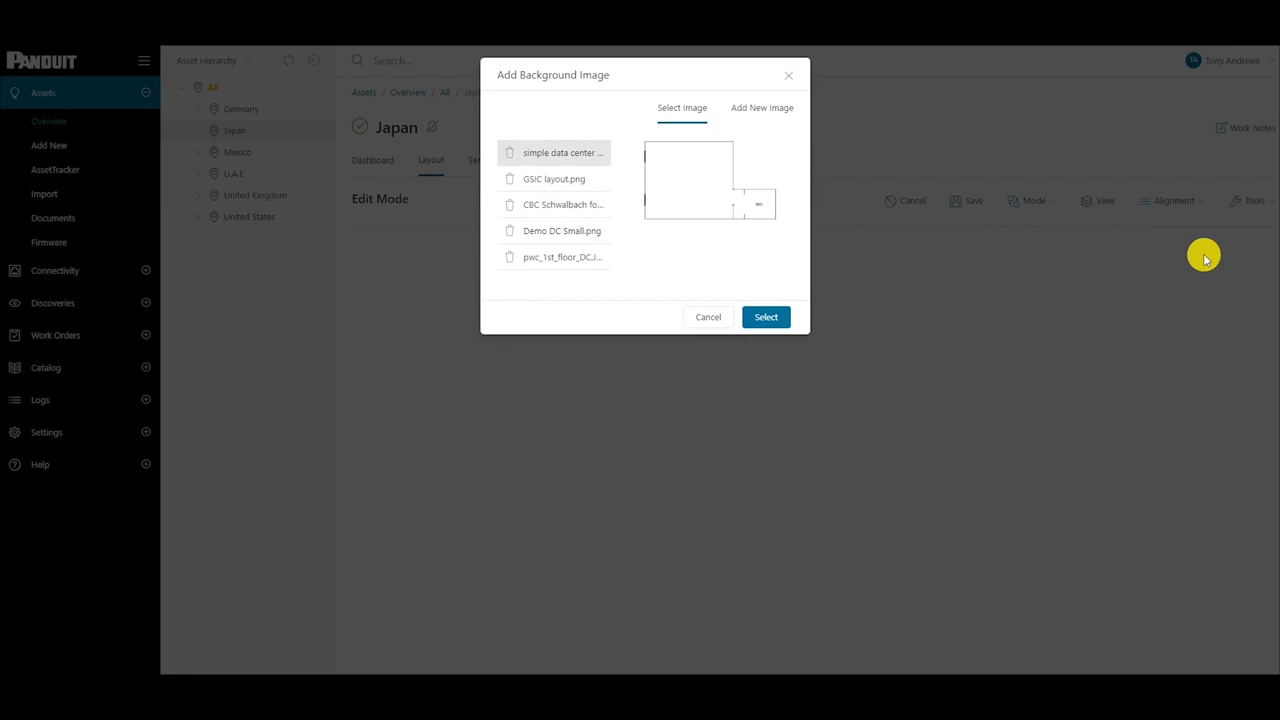 PANDUIT
Assets
Overview
Add New
AssetTracker
Import
Documents
Firmware
Connectivity
Discoveries
Work Orders
Catalog
Logs
Settings
Help
Asset Hierarchy
All
Germany
Japan
Mexico
U.A.E
United Kingdom
United States
Search...
TA Tony Andrews
Assets / Overview / All / Japan
Japan
Work Notes
Dashboard Layout
Edit Mode
Cancel Save Mode View Alignment Tools
Add Background Image
Select Image Add New Image
simple data center ...
GSIC layout.png
CBC Schwalbach fo...
Demo DC Small.png
pwc_1st_floor_DC.I...
Cancel Select